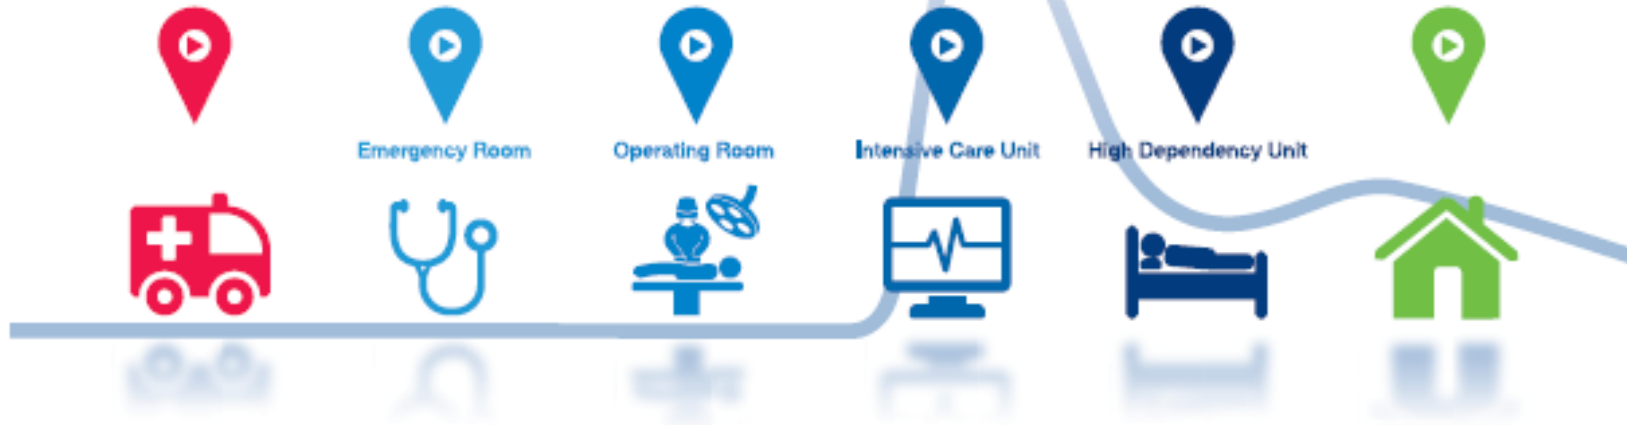 Emergency Room
Operating Room
Intensive Care Unit
High Dependency Unit